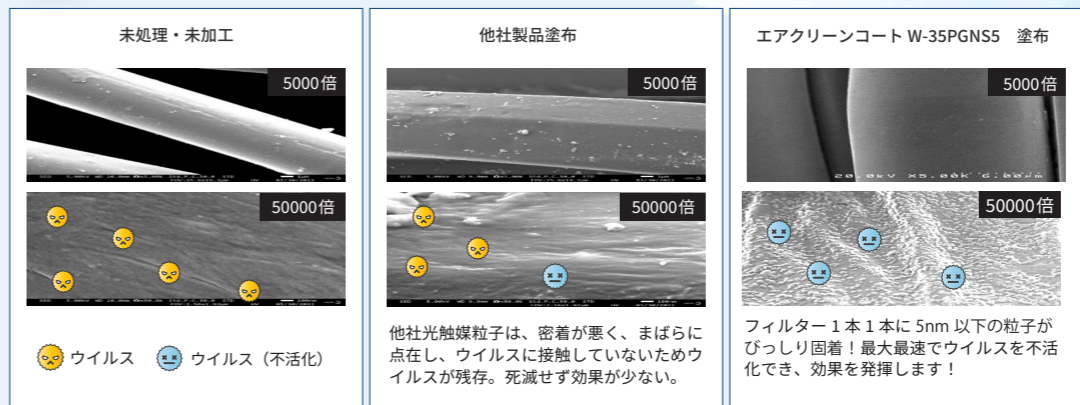 未処理・未加工
5000倍
50000倍
ウイルス
ウイルス（不活化）
他社製品塗布
5000倍
50000倍
他社光触媒粒子は、密着が悪く、まばらに
点在し、ウイルスに接触していないためウ
イルスが残存。死滅せず効果が少ない。
エアクリーンコート W-35PGNS5　塗布
5000倍
20.0kV X5.00K 6.00μm
50000倍
フィルター 1 本 1 本に 5nm 以下の粒子が
びっしり固着！最大最速でウイルスを不活
化でき、効果を発揮します！